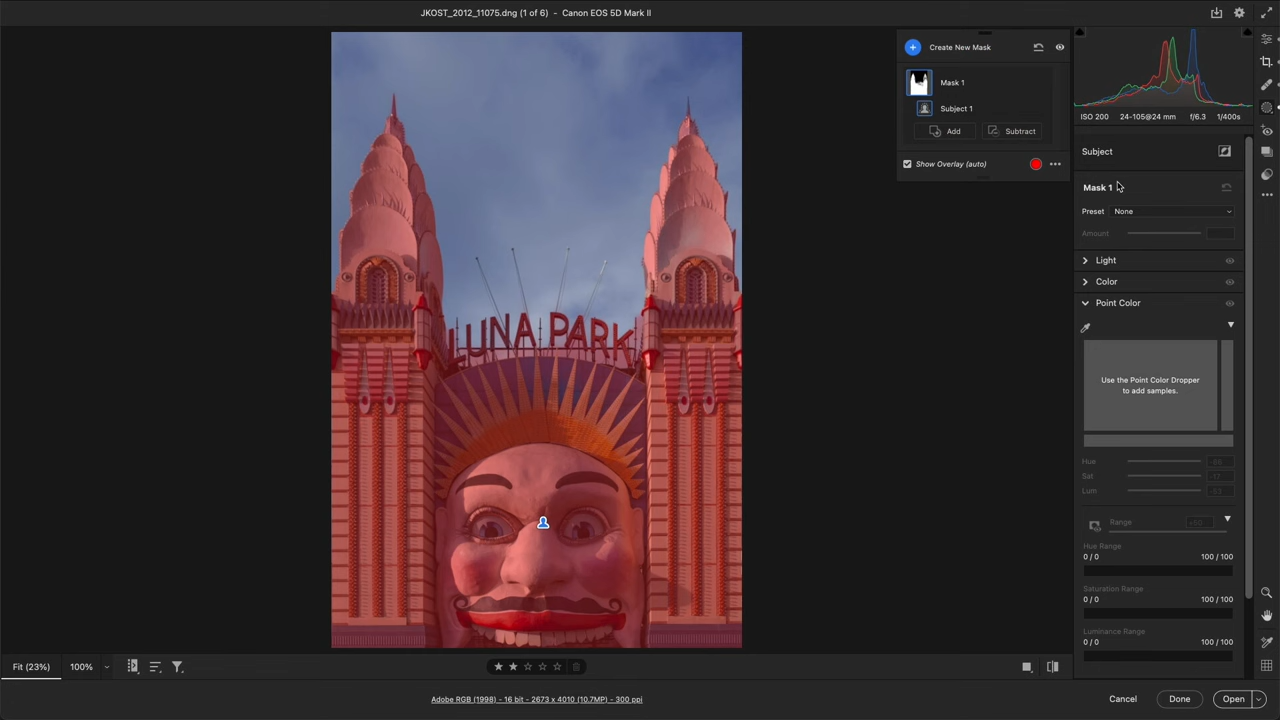 JKOST_2012_11075.dng (1 of 6) - Canon EOS 5D Mark II
Create New Mask
Mask 1
Subject 1
Add Subtract
Show Overlay (auto)
ISO 200 24-105@24 mm f/6.3 1/400s
Subject
Mask 1
Preset None
Amount
Light
Color
Point Color
Use the Point Color Dropper
to add samples.
Hue
Sat
Lum
Range
Hue Range
0 / 0 100 / 100
Saturation Range
0 / 0 100 / 100
Luminance Range
0 / 0 100 / 100
LUNA PARK
Fit (23%) 100%
Adobe RGB (1998) - 16 bit - 2673 x 4010 (10.7MP) - 300 ppi
Cancel Done Open